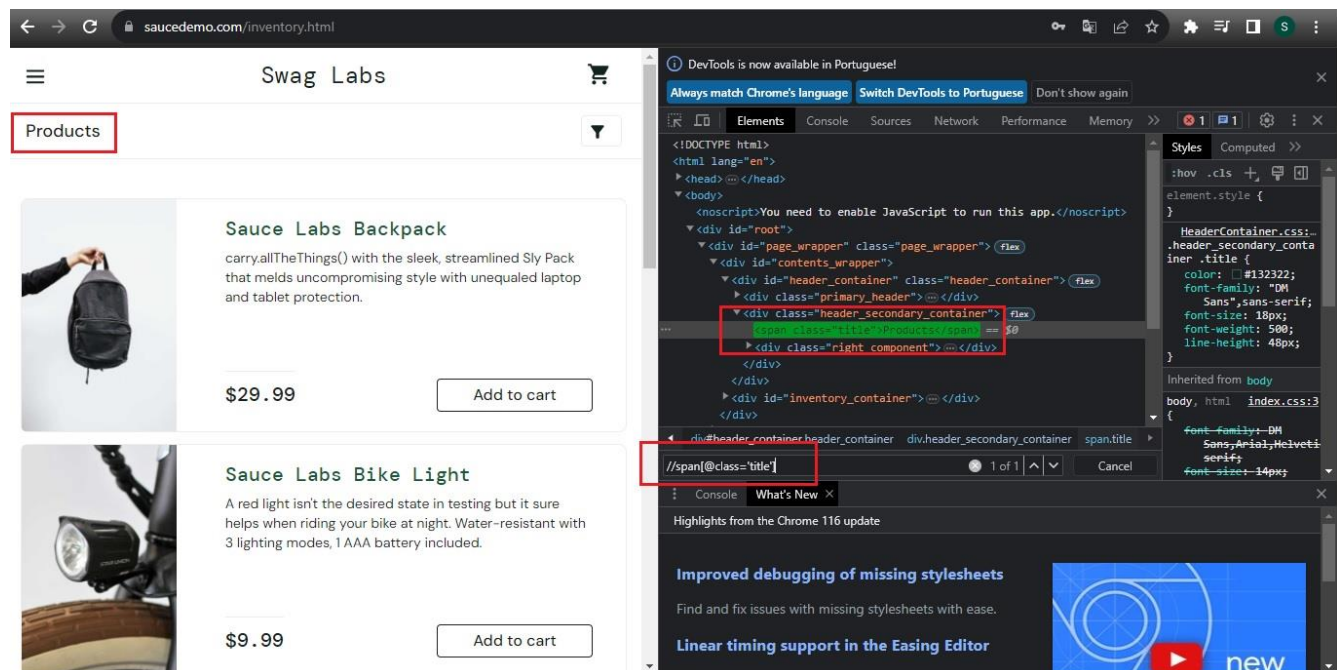 saucedemo.com/inventory.html
S
Swag Labs
Products
Sauce Labs Backpack
carry.allTheThings() with the sleek, streamlined Sly Pack
that melds uncompromising style with unequaled laptop
and tablet protection.
$29.99
Add to cart
Sauce Labs Bike Light
A red light isn't the desired state in testing but it sure
helps when riding your bike at night. Water-resistant with
3 lighting modes, 1 AAA battery included.
$9.99
Add to cart
DevTools is now available in Portuguese!
Always match Chrome's language Switch DevTools to Portuguese Don't show again
Elements Console Sources Network Performance Memory 1 1
<!DOCTYPE html>
<html lang="en">
<head>…</head>
<body>
<noscript>You need to enable JavaScript to run this app.</noscript>
<div id="root">
<div id="page_wrapper" class="page_wrapper"> flex
<div id="contents_wrapper">
<div id="header_container" class="header_container"> flex
<div class="primary_header">…</div>
<div class="header_secondary_container"> flex
<span class="title">Products</span> == $0
<div class="right_component">…</div>
</div>
</div>
<div id="inventory_container">…</div>
</div>
div#header_container.header_container div.header_secondary_container span.title
//span[@class='title'] 1 of 1 Cancel
Styles Computed
:hov .cls
element.style {
}
HeaderContainer.css:…
.header_secondary_conta
iner .title {
color: #132322;
font-family: "DM
Sans",sans-serif;
font-size: 18px;
font-weight: 500;
line-height: 48px;
}
Inherited from body
body, html index.css:3
{
font-family: DM
Sans,Arial,Helveti
serif;
font-size: 14px;
Console What's New
Highlights from the Chrome 116 update
Improved debugging of missing stylesheets
Find and fix issues with missing stylesheets with ease.
Linear timing support in the Easing Editor
new